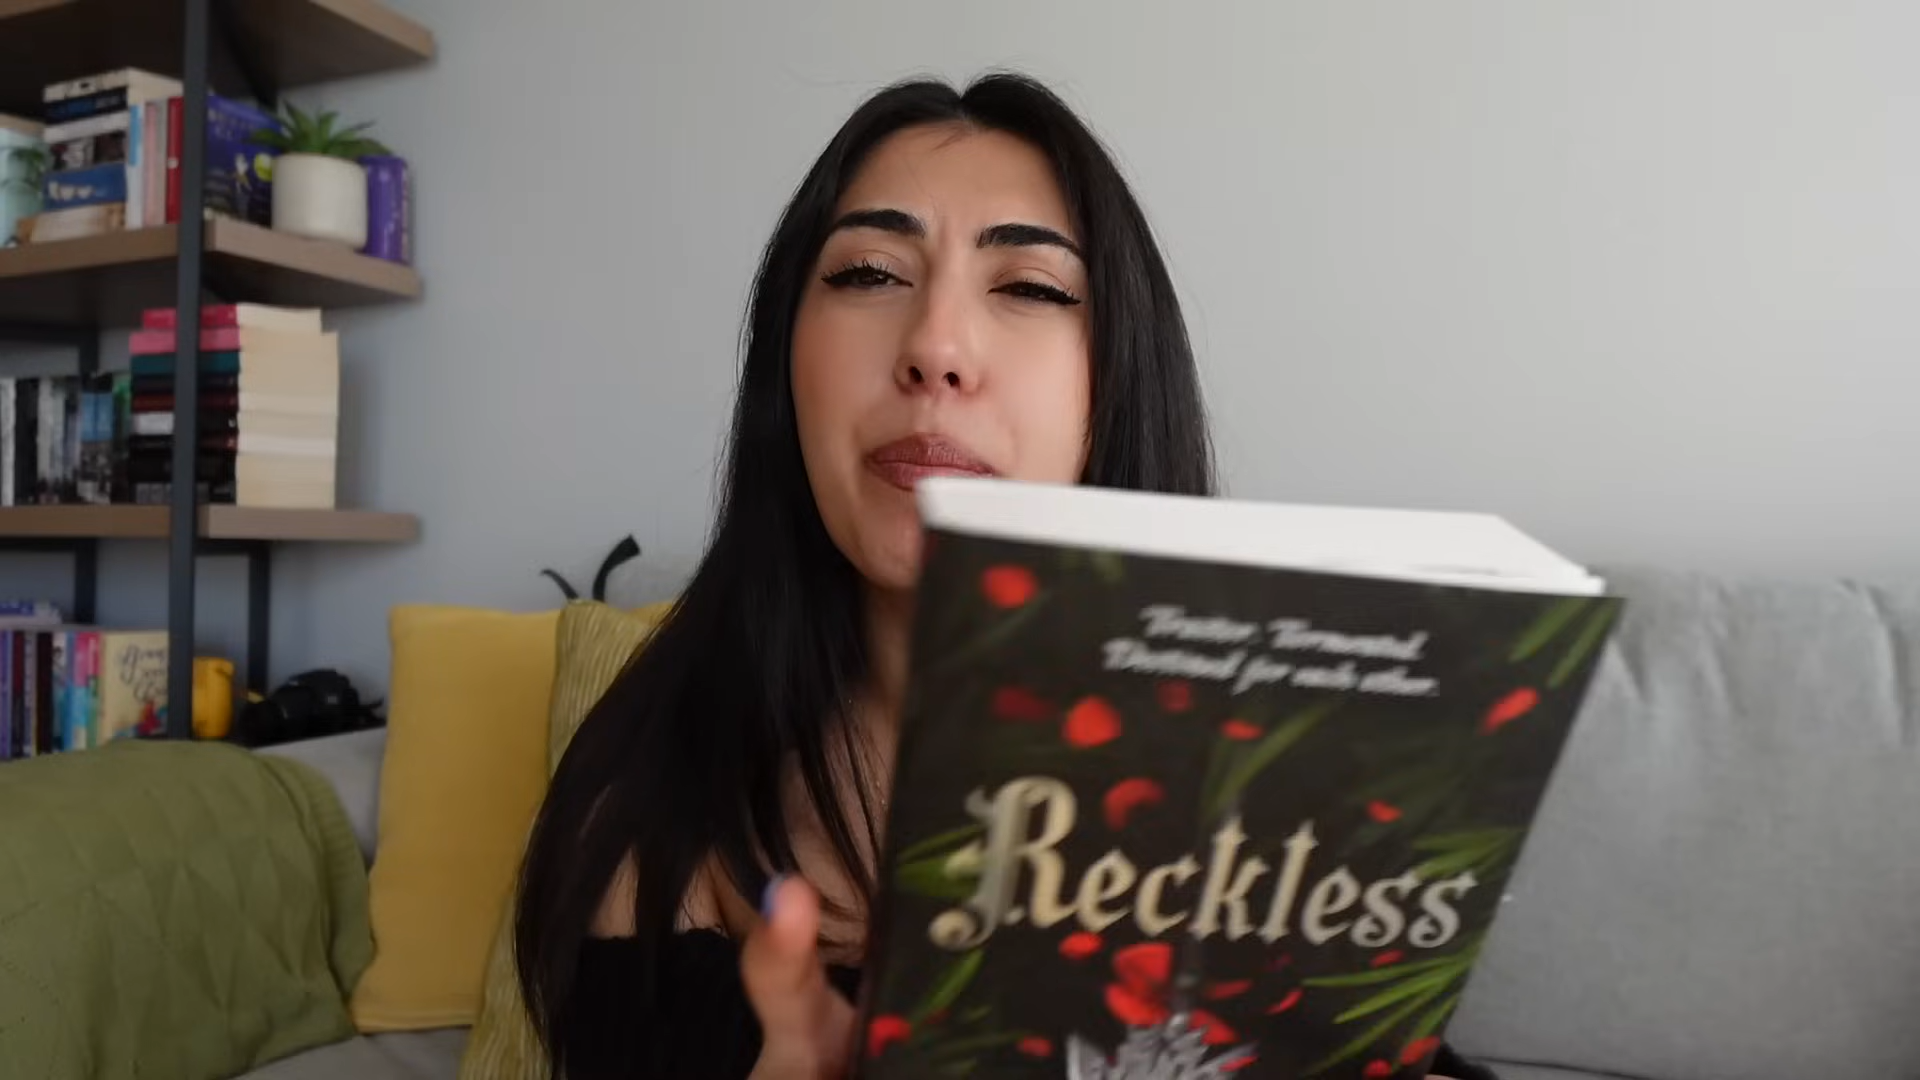 Traitor. Tormented.
Destined for each other.
Reckless